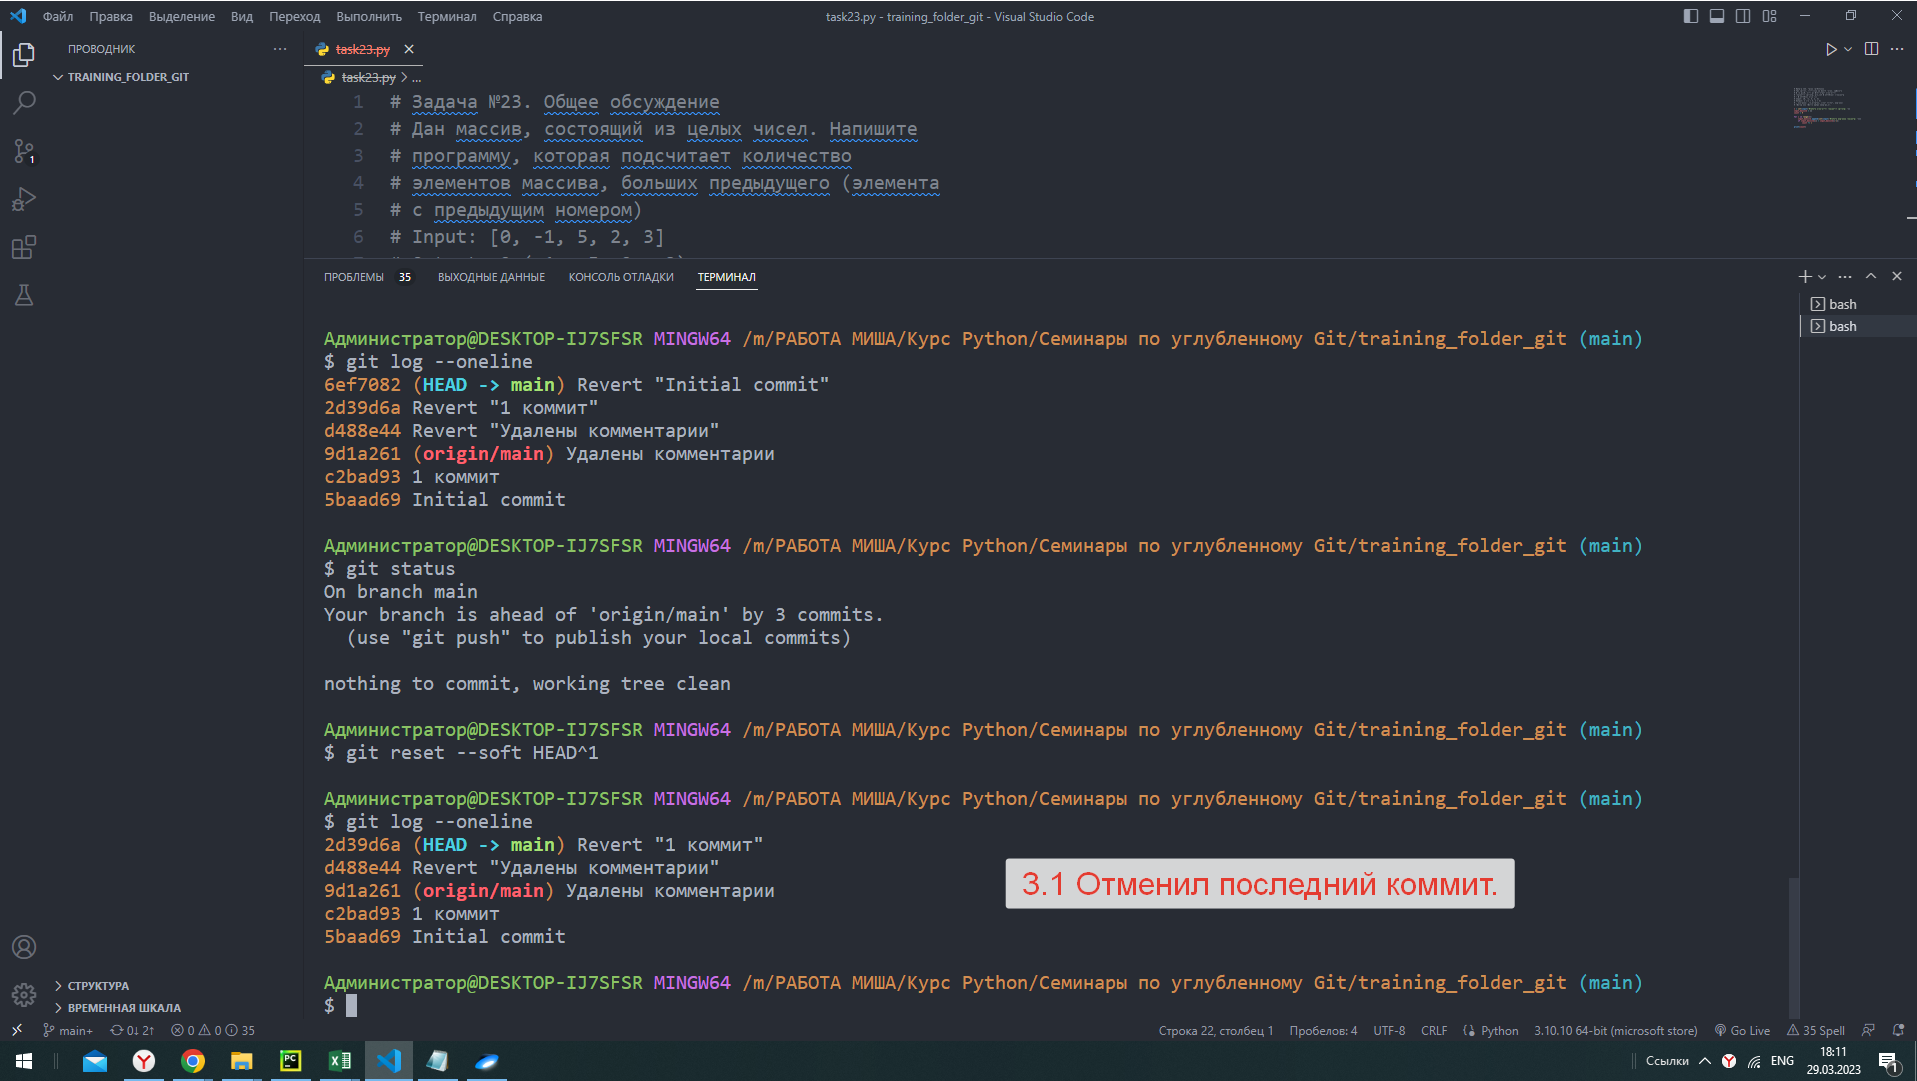 Файл Правка Выделение Вид Переход Выполнить Терминал Справка
task23.py - training_folder_git - Visual Studio Code
ПРОВОДНИК
TRAINING_FOLDER_GIT
task23.py
task23.py > ...
1 # Задача №23. Общее обсуждение
2 # Дан массив, состоящий из целых чисел. Напишите
3 # программу, которая подсчитает количество
4 # элементов массива, больших предыдущего (элемента
5 # с предыдущим номером)
6 # Input: [0, -1, 5, 2, 3]
1
ПРОБЛЕМЫ 35 ВЫХОДНЫЕ ДАННЫЕ КОНСОЛЬ ОТЛАДКИ ТЕРМИНАЛ
bash
bash
Администратор@DESKTOP-IJ7SFSR MINGW64 /m/РАБОТА МИША/Курс Python/Семинары по углубленному Git/training_folder_git (main)
$ git log --oneline
6ef7082 (HEAD -> main) Revert "Initial commit"
2d39d6a Revert "1 коммит"
d488e44 Revert "Удалены комментарии"
9d1a261 (origin/main) Удалены комментарии
c2bad93 1 коммит
5baad69 Initial commit
Администратор@DESKTOP-IJ7SFSR MINGW64 /m/РАБОТА МИША/Курс Python/Семинары по углубленному Git/training_folder_git (main)
$ git status
On branch main
Your branch is ahead of 'origin/main' by 3 commits.
(use "git push" to publish your local commits)
nothing to commit, working tree clean
Администратор@DESKTOP-IJ7SFSR MINGW64 /m/РАБОТА МИША/Курс Python/Семинары по углубленному Git/training_folder_git (main)
$ git reset --soft HEAD^1
Администратор@DESKTOP-IJ7SFSR MINGW64 /m/РАБОТА МИША/Курс Python/Семинары по углубленному Git/training_folder_git (main)
$ git log --oneline
2d39d6a (HEAD -> main) Revert "1 коммит"
d488e44 Revert "Удалены комментарии"
9d1a261 (origin/main) Удалены комментарии
c2bad93 1 коммит
5baad69 Initial commit
3.1 Отменил последний коммит.
Администратор@DESKTOP-IJ7SFSR MINGW64 /m/РАБОТА МИША/Курс Python/Семинары по углубленному Git/training_folder_git (main)
$
СТРУКТУРА
ВРЕМЕННАЯ ШКАЛА
main+ 0↓ 2↑ 0 0 35 Строка 22, столбец 1 Пробелов: 4 UTF-8 CRLF Python 3.10.10 64-bit (microsoft store) Go Live 35 Spell
Ссылки ENG 18:11
29.03.2023 1